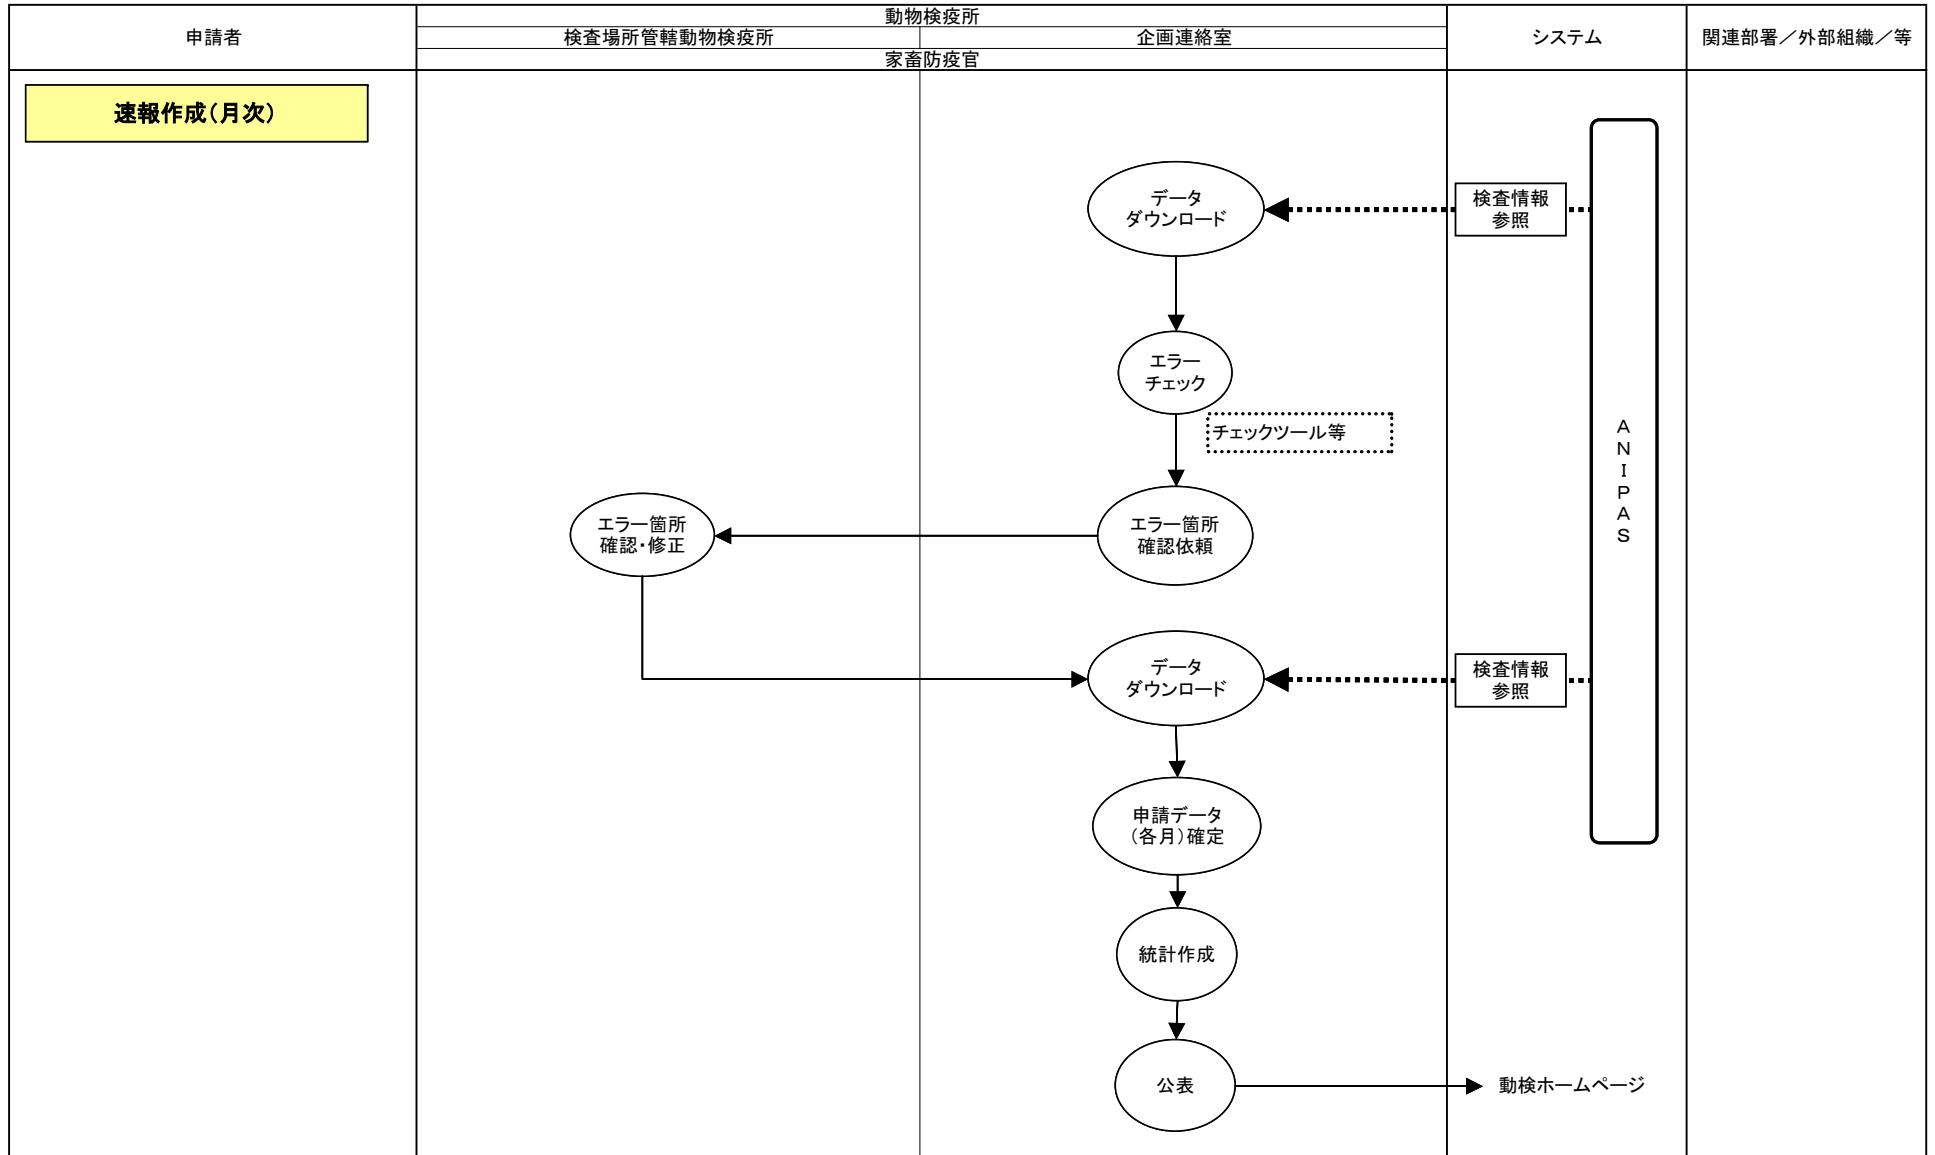 申請者
動物検疫所
検査場所管轄動物検疫所
企画連絡室
家畜防疫官
システム
関連部署／外部組織／等
速報作成（月次）
データ
ダウンロード
検査情報
参照
エラー
チェック
チェックツール等
A
N
I
P
A
S
エラー箇所
確認・修正
エラー箇所
確認依頼
データ
ダウンロード
検査情報
参照
申請データ
（各月）確定
統計作成
公表
動検ホームページ